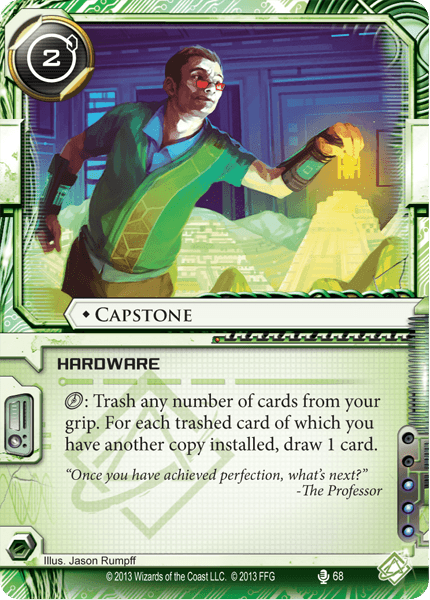 2
♦ CAPSTONE
HARDWARE
: Trash any number of cards from your
grip. For each trashed card of which you
have another copy installed, draw 1 card.
“Once you have achieved perfection, what’s next?”
-The Professor
Illus. Jason Rumpff
© 2013 Wizards of the Coast LLC. © 2013 FFG
68